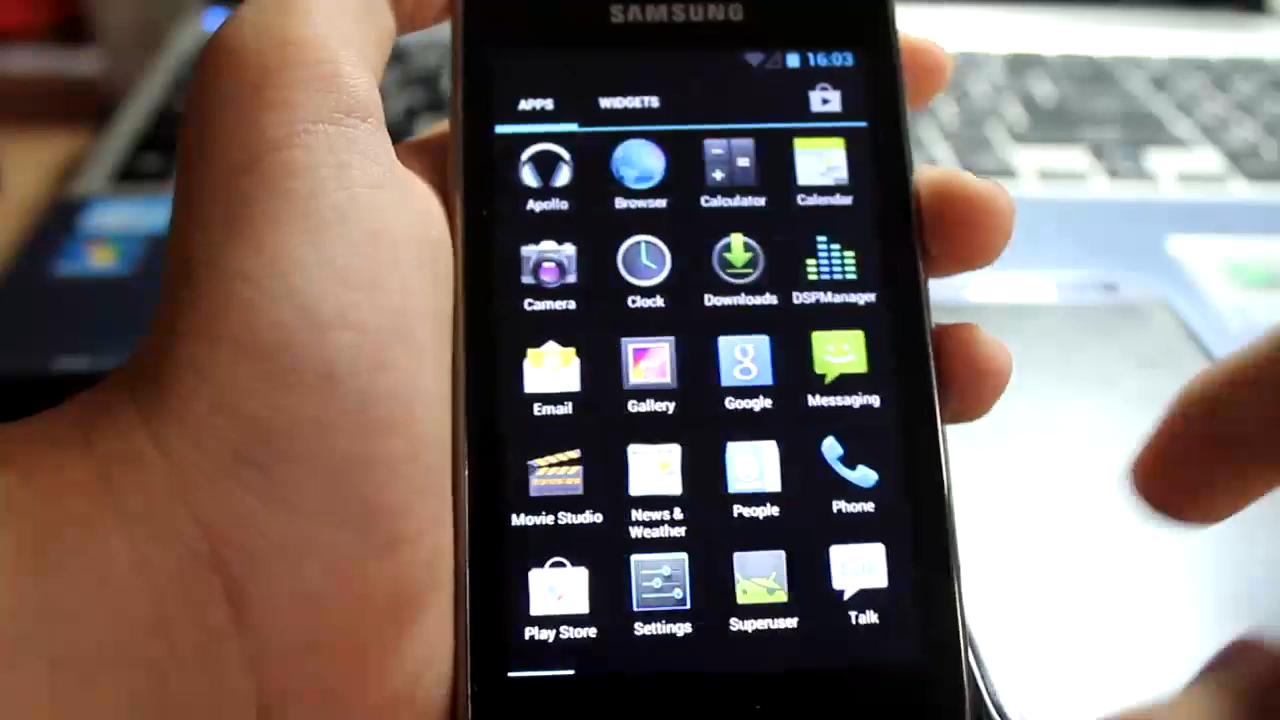 SAMSUNG
16:03
APPS WIDGETS
Apollo Browser Calculator Calendar
Camera Clock Downloads DSPManager
Email Gallery Google Messaging
Movie Studio News & Weather People Phone
Play Store Settings Superuser Talk